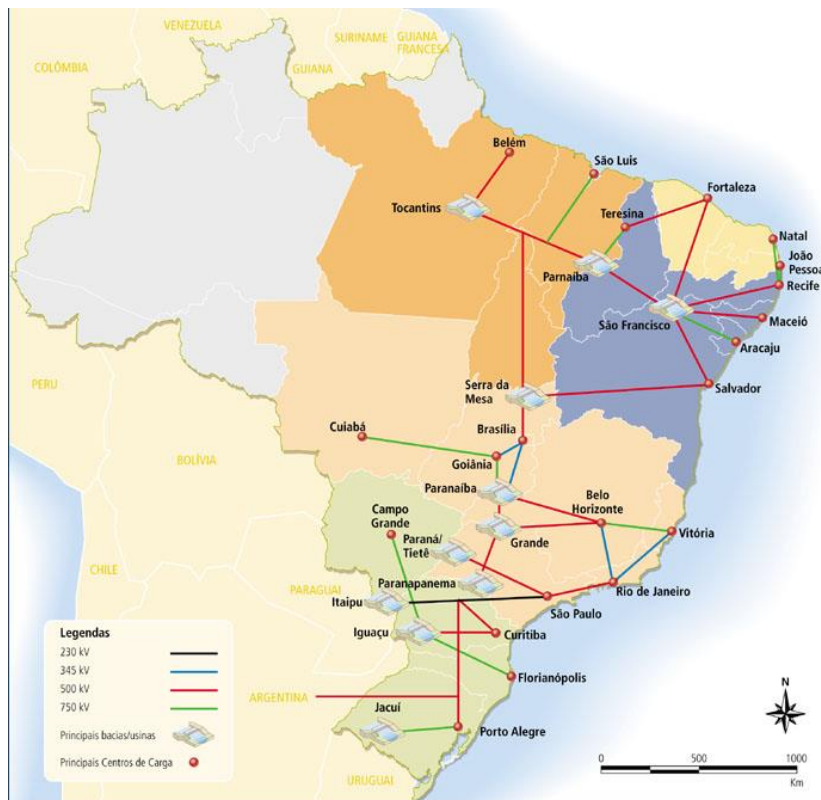 VENEZUELA
SURINAME
GUIANA
FRANCESA
COLÔMBIA
GUIANA
Belém
São Luis
Fortaleza
Tocantins
Teresina
Natal
João
Pessoa
Parnaíba
Recife
São Francisco
Maceió
Aracaju
PERU
Serra da
Mesa
Salvador
Cuiabá
Brasília
BOLÍVIA
Goiânia
Paranaíba
Belo
Horizonte
Campo
Grande
Paraná/
Tietê
Grande
Vitória
CHILE
PARAGUAI
Paranapanema
Rio de Janeiro
Itaipu
São Paulo
Iguaçu
Curitiba
Legendas
230 kV
345 kV
500 kV
750 kV
Principais bacias/usinas
Principais Centros de Carga
ARGENTINA
Florianópolis
Jacuí
Porto Alegre
URUGUAI
N
0 500 1000
Km